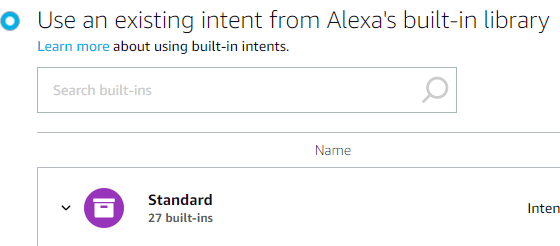 Use an existing intent from Alexa's built-in library
Learn more about using built-in intents.
Search built-ins
Name
Standard
27 built-ins
Inten